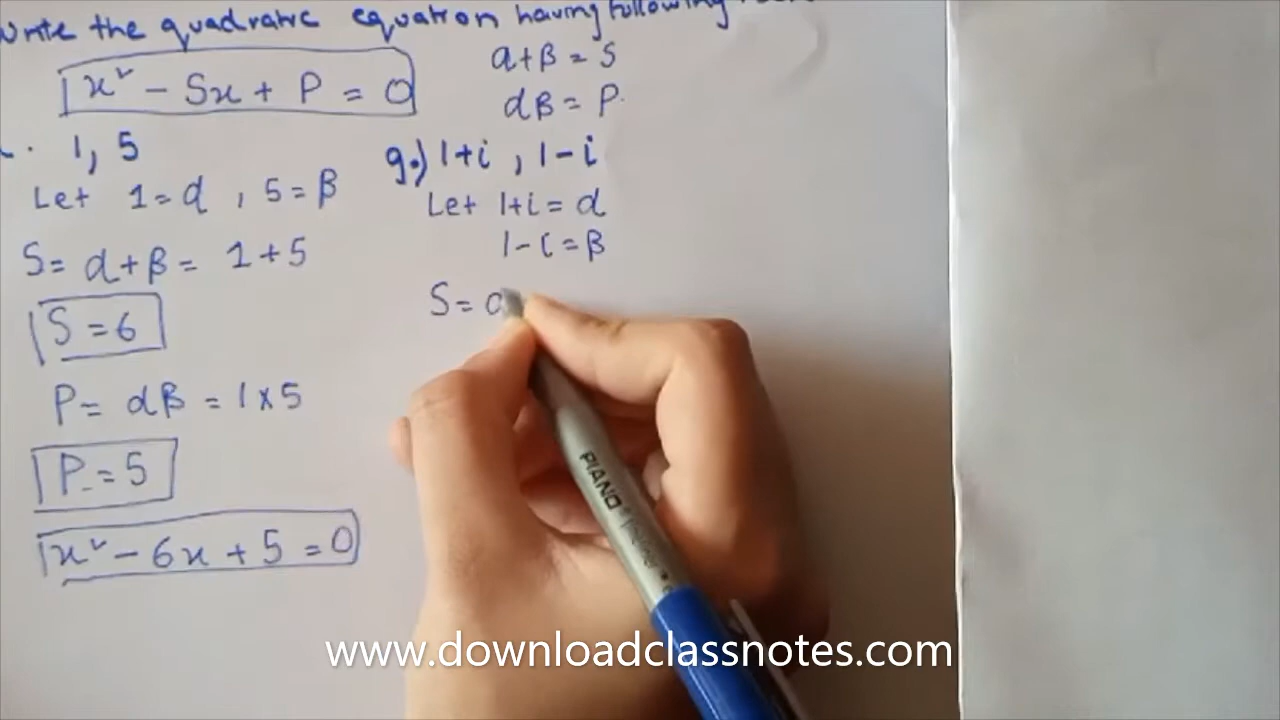 Write the quadratic equation having following
x² - Sx + P = 0
α+β = S
αβ = P.
1, 5
Let 1=α , 5=β
S= α+β = 1+5
S = 6
P= αβ = 1×5
P = 5
x² - 6x + 5 = 0
g.) 1+i , 1-i
Let 1+i = α
1-i = β
S=
PIANO
www.downloadclassnotes.com